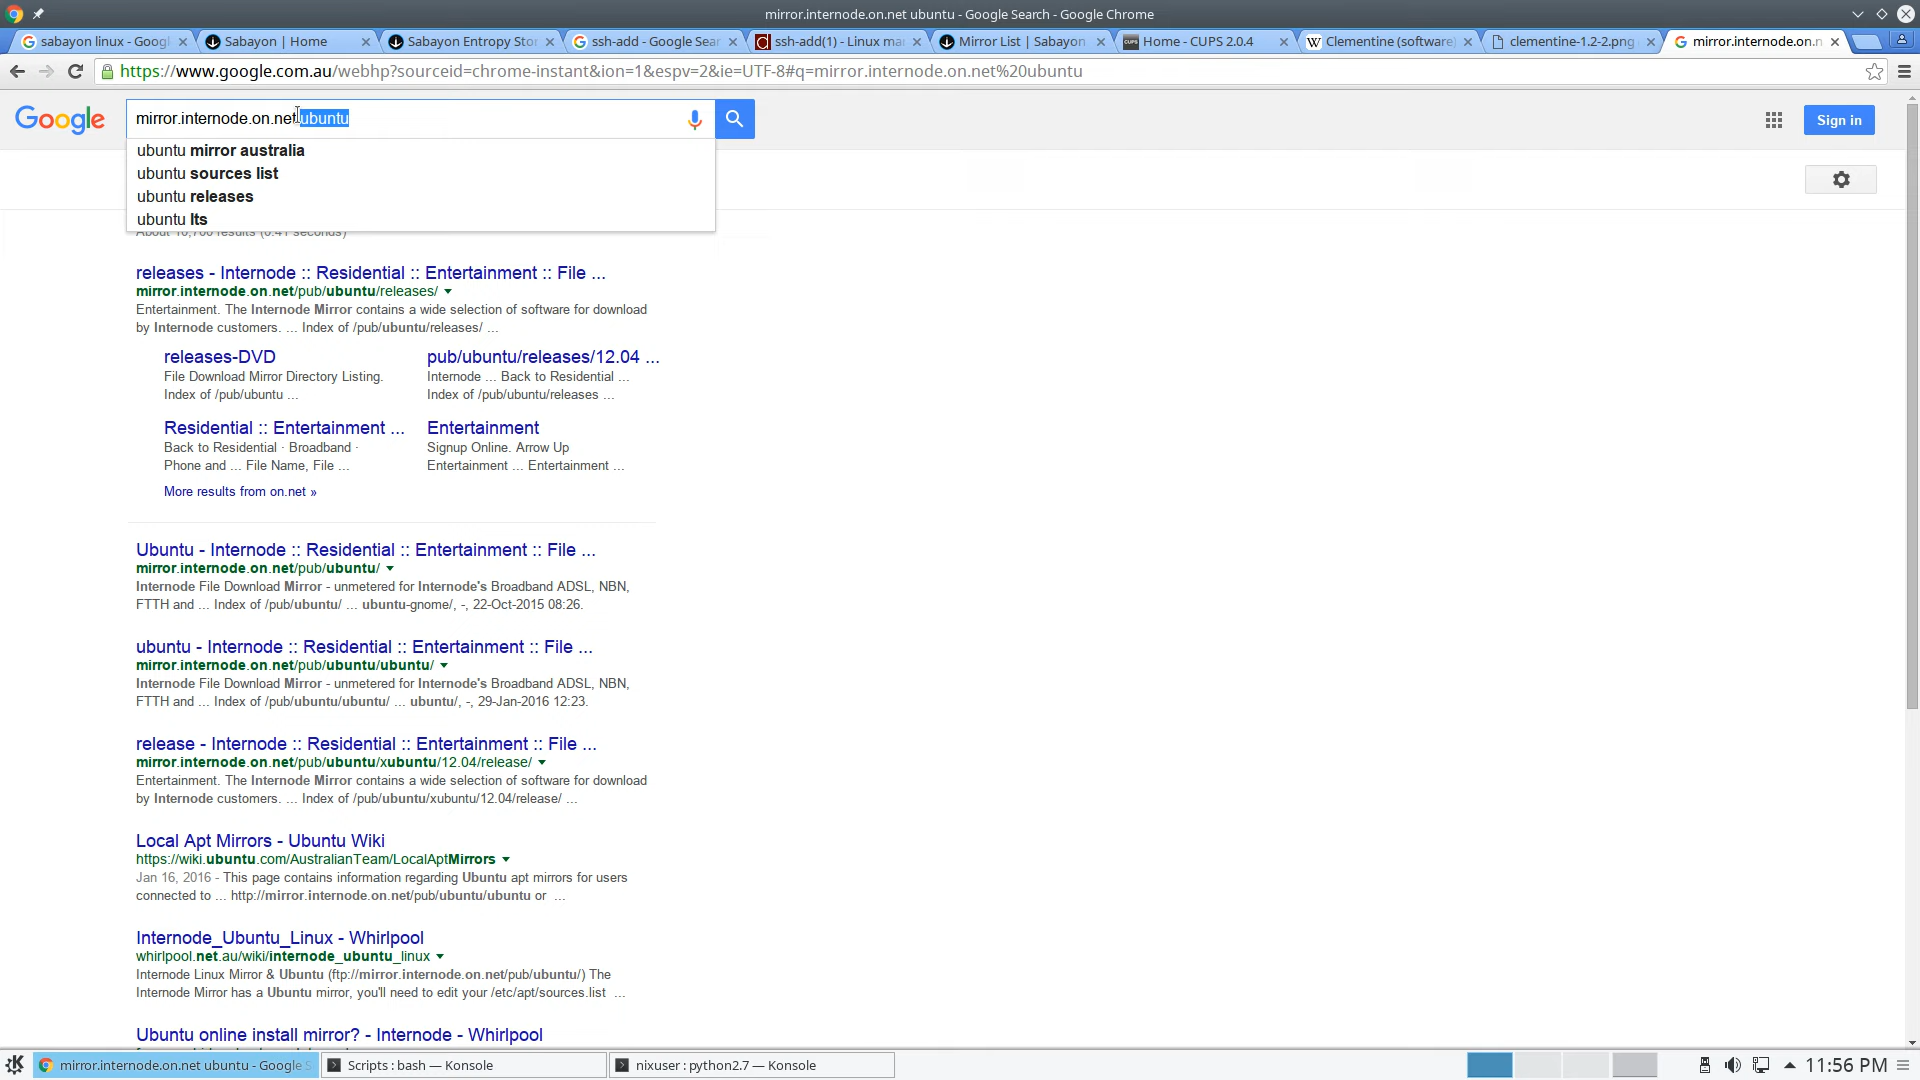 mirror.internode.on.net ubuntu - Google Search - Google Chrome
sabayon linux - Googl
Sabayon | Home
Sabayon Entropy Sto
ssh-add - Google Sear
ssh-add(1) - Linux ma
Mirror List | Sabayon
Home - CUPS 2.0.4
Clementine (software)
clementine-1.2-2.png
mirror.internode.on.n
https://www.google.com.au/webhp?sourceid=chrome-instant&ion=1&espv=2&ie=UTF-8#q=mirror.internode.on.net%20ubuntu
Google
mirror.internode.on.net ubuntu
Sign in
ubuntu mirror australia
ubuntu sources list
ubuntu releases
ubuntu lts
About 10,700 results (0.41 seconds)
releases - Internode :: Residential :: Entertainment :: File ...
mirror.internode.on.net/pub/ubuntu/releases/
Entertainment. The Internode Mirror contains a wide selection of software for download
by Internode customers. ... Index of /pub/ubuntu/releases/ ...
releases-DVD
File Download Mirror Directory Listing.
Index of /pub/ubuntu ...
pub/ubuntu/releases/12.04 ...
Internode ... Back to Residential ...
Index of /pub/ubuntu/releases ...
Residential :: Entertainment ...
Back to Residential · Broadband ·
Phone and ... File Name, File ...
Entertainment
Signup Online. Arrow Up
Entertainment ... Entertainment ...
More results from on.net »
Ubuntu - Internode :: Residential :: Entertainment :: File ...
mirror.internode.on.net/pub/ubuntu/
Internode File Download Mirror - unmetered for Internode's Broadband ADSL, NBN,
FTTH and ... Index of /pub/ubuntu/ ... ubuntu-gnome/, -, 22-Oct-2015 08:26.
ubuntu - Internode :: Residential :: Entertainment :: File ...
mirror.internode.on.net/pub/ubuntu/ubuntu/
Internode File Download Mirror - unmetered for Internode's Broadband ADSL, NBN,
FTTH and ... Index of /pub/ubuntu/ubuntu/ ... ubuntu/, -, 29-Jan-2016 12:23.
release - Internode :: Residential :: Entertainment :: File ...
mirror.internode.on.net/pub/ubuntu/xubuntu/12.04/release/
Entertainment. The Internode Mirror contains a wide selection of software for download
by Internode customers. ... Index of /pub/ubuntu/xubuntu/12.04/release/ ...
Local Apt Mirrors - Ubuntu Wiki
https://wiki.ubuntu.com/AustralianTeam/LocalAptMirrors
Jan 16, 2016 - This page contains information regarding Ubuntu apt mirrors for users
connected to ... http://mirror.internode.on.net/pub/ubuntu/ubuntu or ...
Internode_Ubuntu_Linux - Whirlpool
whirlpool.net.au/wiki/internode_ubuntu_linux
Internode Linux Mirror & Ubuntu (ftp://mirror.internode.on.net/pub/ubuntu/) The
Internode Mirror has a Ubuntu mirror, you'll need to edit your /etc/apt/sources.list ...
Ubuntu online install mirror? - Internode - Whirlpool
mirror.internode.on.net ubuntu - Google S
Scripts : bash — Konsole
nixuser : python2.7 — Konsole
11:56 PM